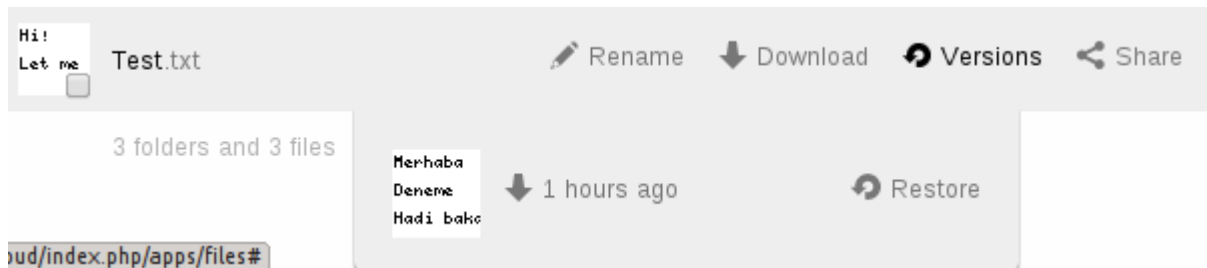 Hi!
Let me
Test.txt
Rename
Download
Versions
Share
3 folders and 3 files
Merhaba
Deneme
Hadi baka
1 hours ago
Restore
oud/index.php/apps/files#